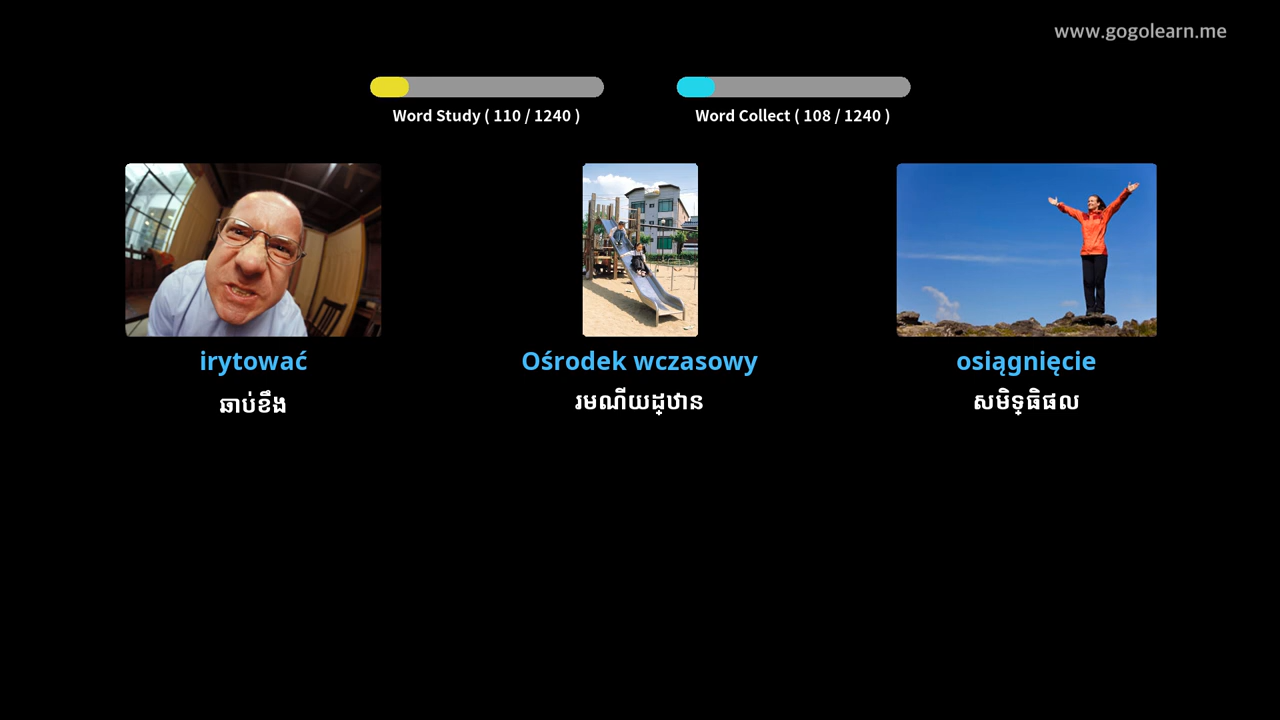 www.gogolearn.me
Word Study ( 110 / 1240 )
Word Collect ( 108 / 1240 )
irytować
Ośrodek wczasowy
osiągnięcie
ឆាប់ខឹង
រមណីយដ្ឋាន
សមិទ្ធិផល